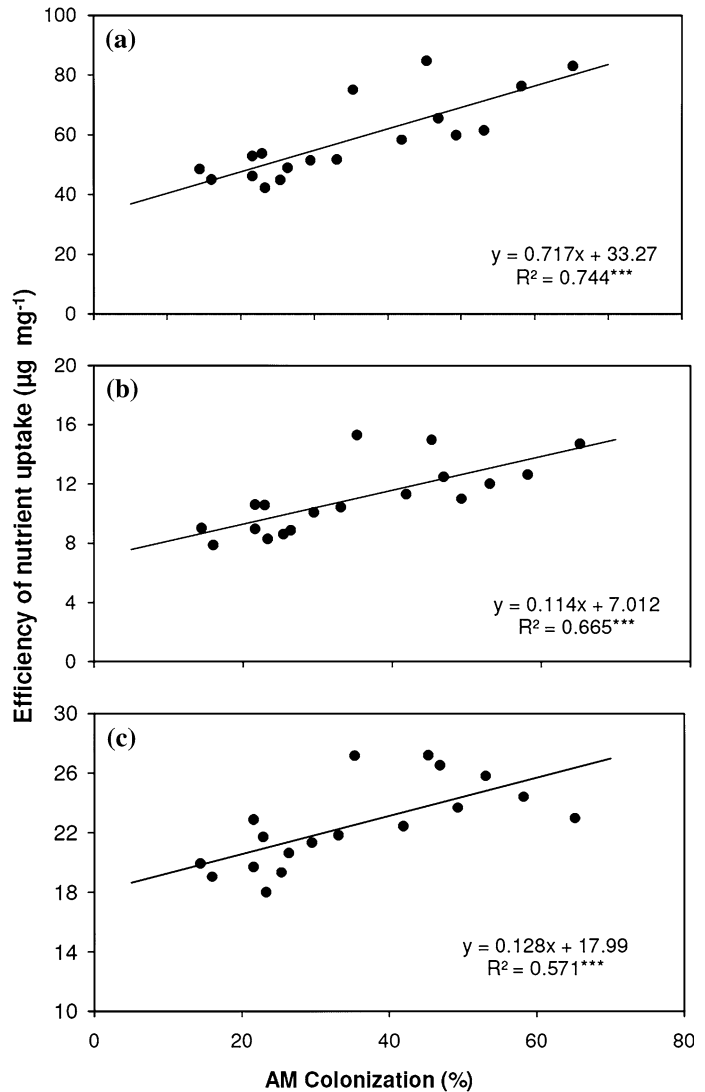 (a)
100
80
60
40
20
0
y = 0.717x + 33.27
R² = 0.744***
Efficiency of nutrient uptake (µg mg⁻¹)
(b)
20
16
12
8
4
0
y = 0.114x + 7.012
R² = 0.665***
(c)
30
26
22
18
14
10
y = 0.128x + 17.99
R² = 0.571***
0 20 40 60 80
AM Colonization (%)